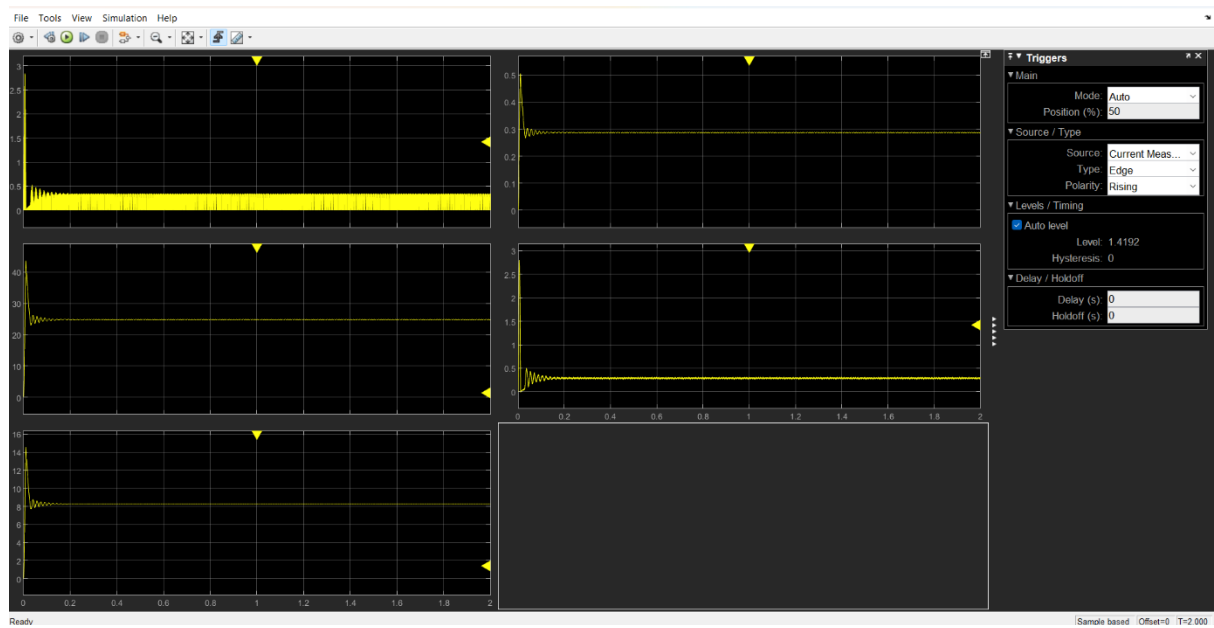 File Tools View Simulation Help
3
2.5
2
1.5
1
0.5
0
0.5
0.4
0.3
0.2
0.1
0
40
30
20
10
0
3
2.5
2
1.5
1
0.5
0
0 0.2 0.4 0.6 0.8 1 1.2 1.4 1.6 1.8 2
16
14
12
10
8
6
4
2
0
0 0.2 0.4 0.6 0.8 1 1.2 1.4 1.6 1.8 2
Triggers
Main
Mode: Auto
Position (%): 50
Source / Type
Source: Current Meas...
Type: Edge
Polarity: Rising
Levels / Timing
Auto level
Level: 1.4192
Hysteresis: 0
Delay / Holdoff
Delay (s): 0
Holdoff (s): 0
Ready
Sample based Offset=0 T=2.000